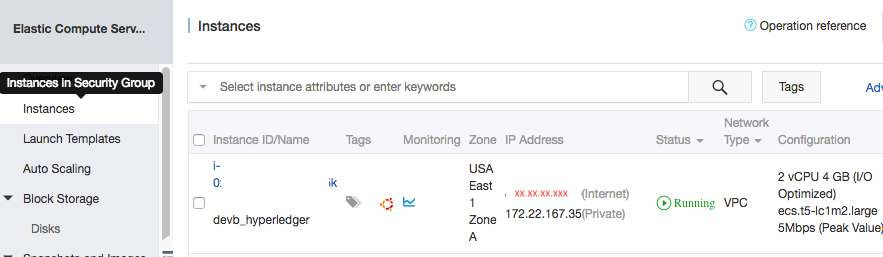 Elastic Compute Serv...
Instances
Operation reference
Instances in Security Group
Select instance attributes or enter keywords
Tags
Adv
Instances
Launch Templates
Auto Scaling
Block Storage
Disks
Instance ID/Name
Tags
Monitoring
Zone
IP Address
Status
Network
Type
Configuration
i-
devb_hyperledger
USA
East
1
Zone
A
xx.xx.xx.xxx (Internet)
172.22.167.35(Private)
Running
VPC
2 vCPU 4 GB (I/O
Optimized)
ecs.t5-lc1m2.large
5Mbps (Peak Value)